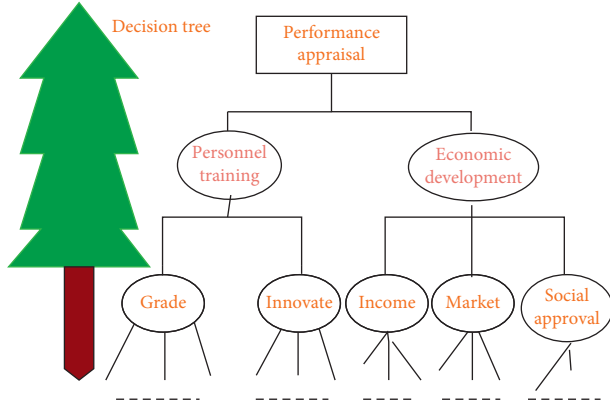 Decision tree
Performance
appraisal
Personnel
training
Economic
development
Grade
Innovate
Income
Market
Social
approval